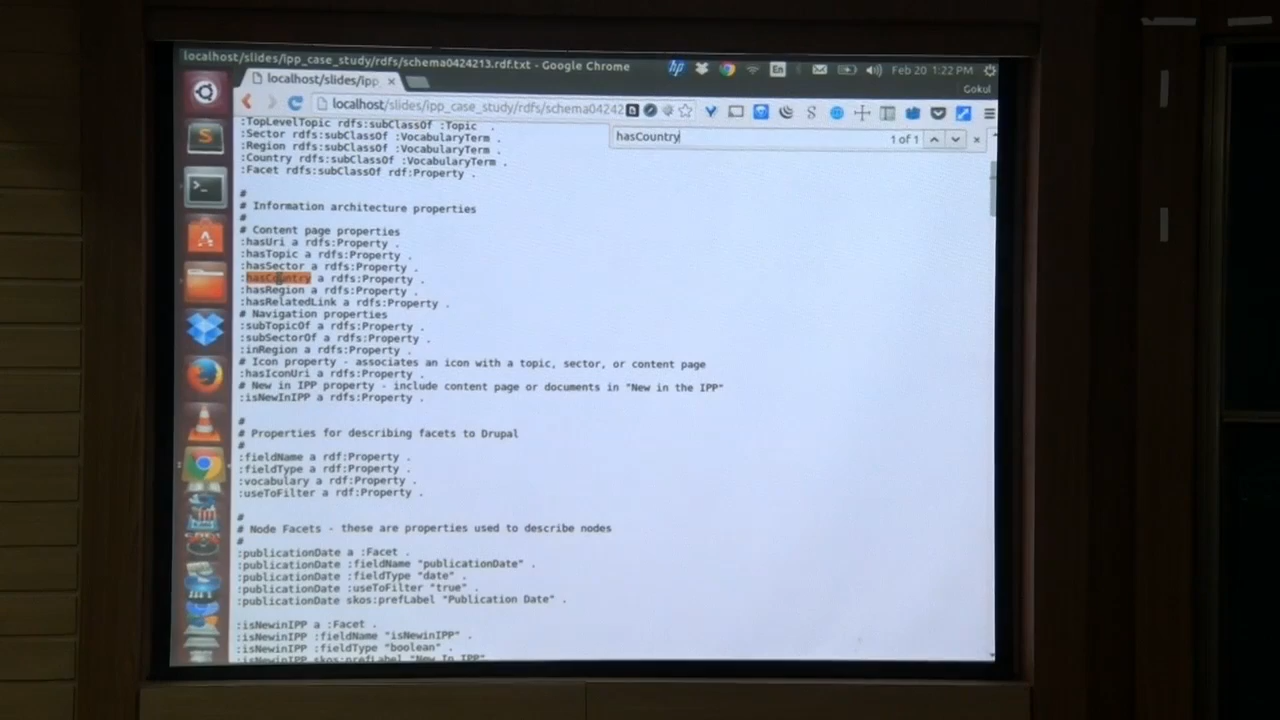 localhost/slides/ipp_case_study/rdfs/schema0424213.rdf.txt - Google Chrome
hp
En
Feb 20 1:22 PM
localhost/slides/ipp
Gokul
localhost/slides/ipp_case_study/rdfs/schema04242
hasCountry
1 of 1
:TopLevelTopic rdfs:subClassOf :Topic .
:Sector rdfs:subClassOf :VocabularyTerm .
:Region rdfs:subClassOf :VocabularyTerm .
:Country rdfs:subClassOf :VocabularyTerm .
:Facet rdfs:subClassOf rdf:Property .
#
# Information architecture properties
#
# Content page properties
:hasUri a rdfs:Property .
:hasTopic a rdfs:Property .
:hasSector a rdfs:Property .
:hasCountry a rdfs:Property .
:hasRegion a rdfs:Property .
:hasRelatedLink a rdfs:Property .
# Navigation properties
:subTopicOf a rdfs:Property .
:subSectorOf a rdfs:Property .
:inRegion a rdfs:Property .
# Icon property - associates an icon with a topic, sector, or content page
:hasIconUri a rdfs:Property .
# New in IPP property - include content page or documents in "New in the IPP"
:isNewInIPP a rdfs:Property .
#
# Properties for describing facets to Drupal
#
:fieldName a rdf:Property .
:fieldType a rdf:Property .
:vocabulary a rdf:Property .
:useToFilter a rdf:Property .
#
# Node Facets - these are properties used to describe nodes
#
:publicationDate a :Facet .
:publicationDate :fieldName "publicationDate" .
:publicationDate :fieldType "date" .
:publicationDate :useToFilter "true" .
:publicationDate skos:prefLabel "Publication Date" .
:isNewinIPP a :Facet .
:isNewinIPP :fieldName "isNewinIPP" .
:isNewinIPP :fieldType "boolean" .
:isNewinIPP skos:prefLabel "New In IPP"